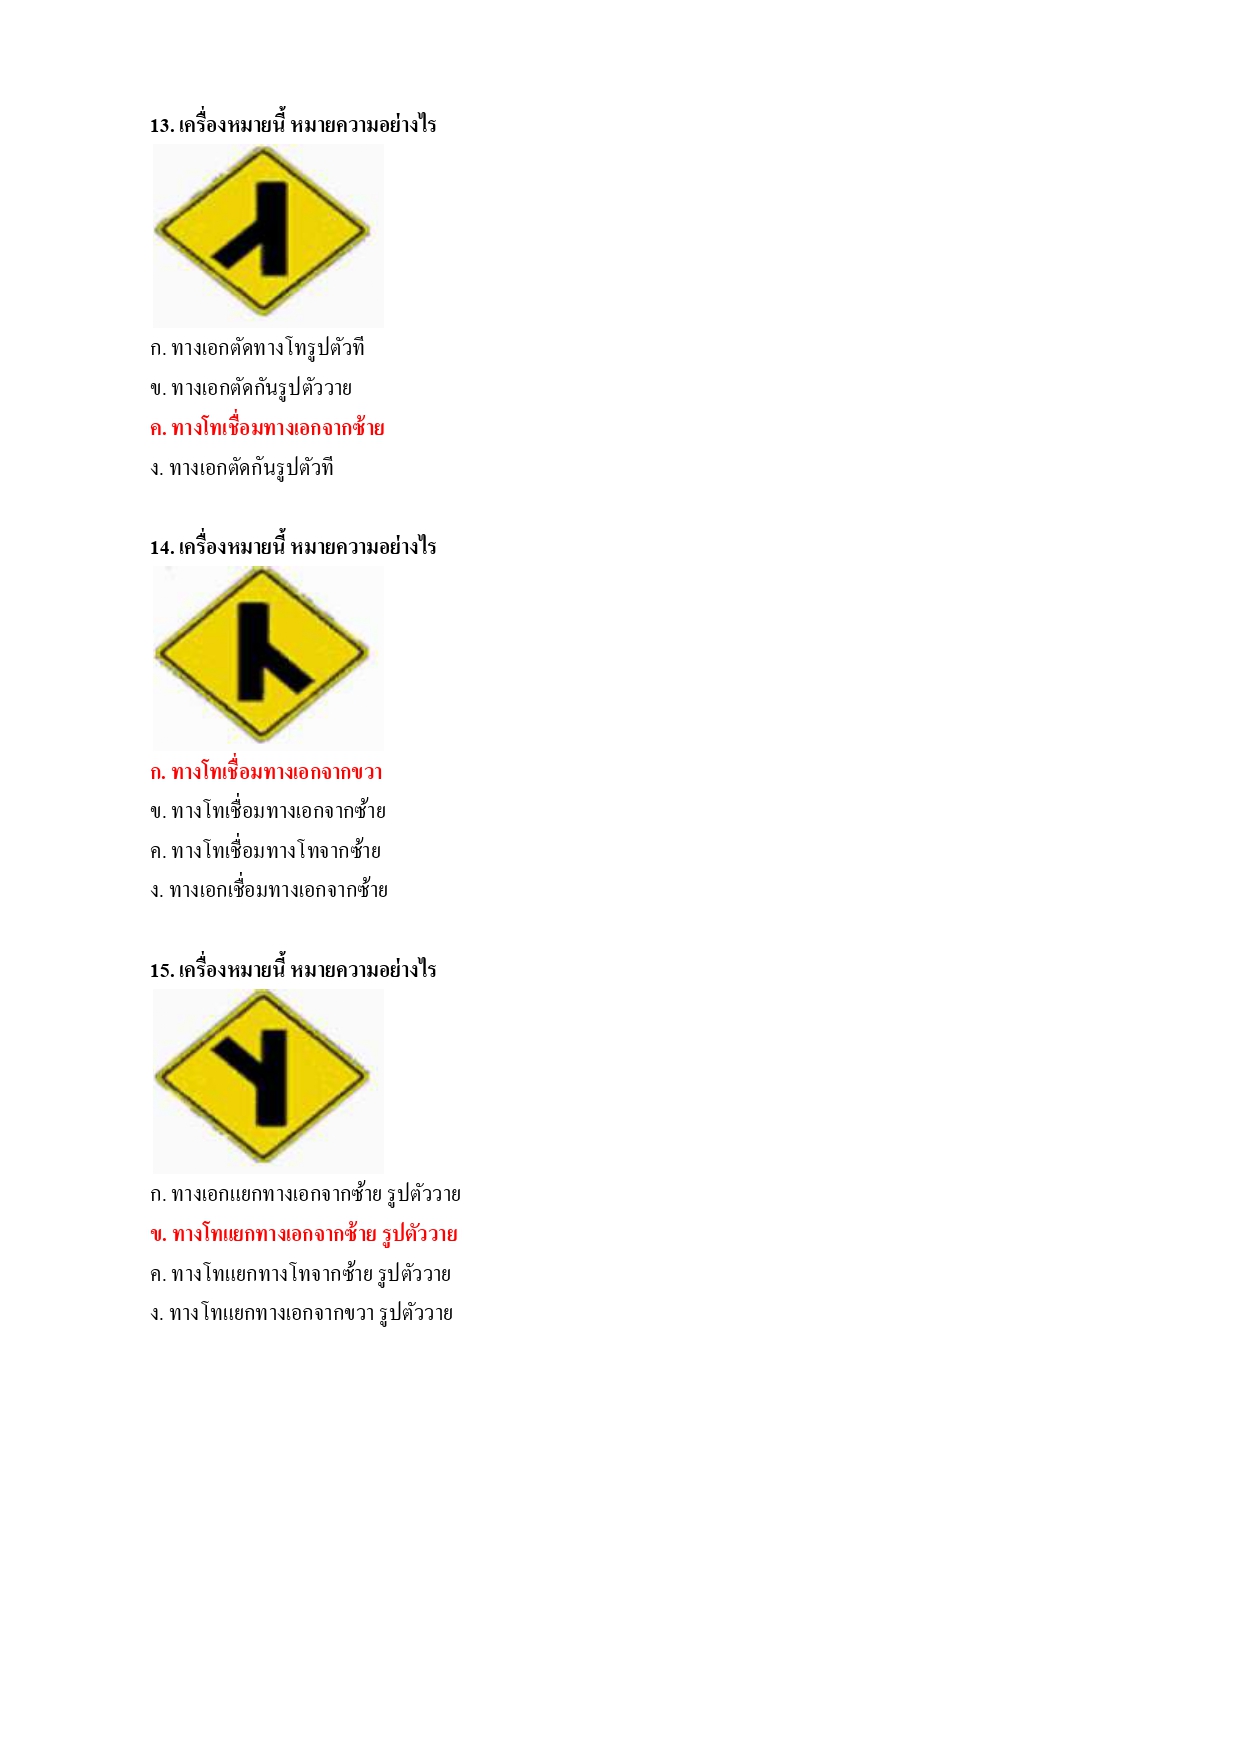 13. เครื่องหมายนี้ หมายความอย่างไร
ก. ทางเอกตัดทางโทรูปตัวที
ข. ทางเอกตัดกันรูปตัววาย
ค. ทางโทเชื่อมทางเอกจากซ้าย
ง. ทางเอกตัดกันรูปตัวที
14. เครื่องหมายนี้ หมายความอย่างไร
ก. ทางโทเชื่อมทางเอกจากขวา
ข. ทางโทเชื่อมทางเอกจากซ้าย
ค. ทางโทเชื่อมทางโทจากซ้าย
ง. ทางเอกเชื่อมทางเอกจากซ้าย
15. เครื่องหมายนี้ หมายความอย่างไร
ก. ทางเอกแยกทางเอกจากซ้าย รูปตัววาย
ข. ทางโทแยกทางเอกจากซ้าย รูปตัววาย
ค. ทางโทแยกทางโทจากซ้าย รูปตัววาย
ง. ทางโทแยกทางเอกจากขวา รูปตัววาย